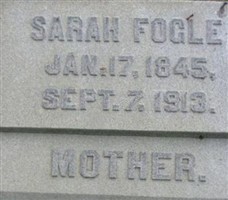 SARAH FOGLE
JAN. 17, 1845,
SEPT. 7, 1913.
MOTHER.